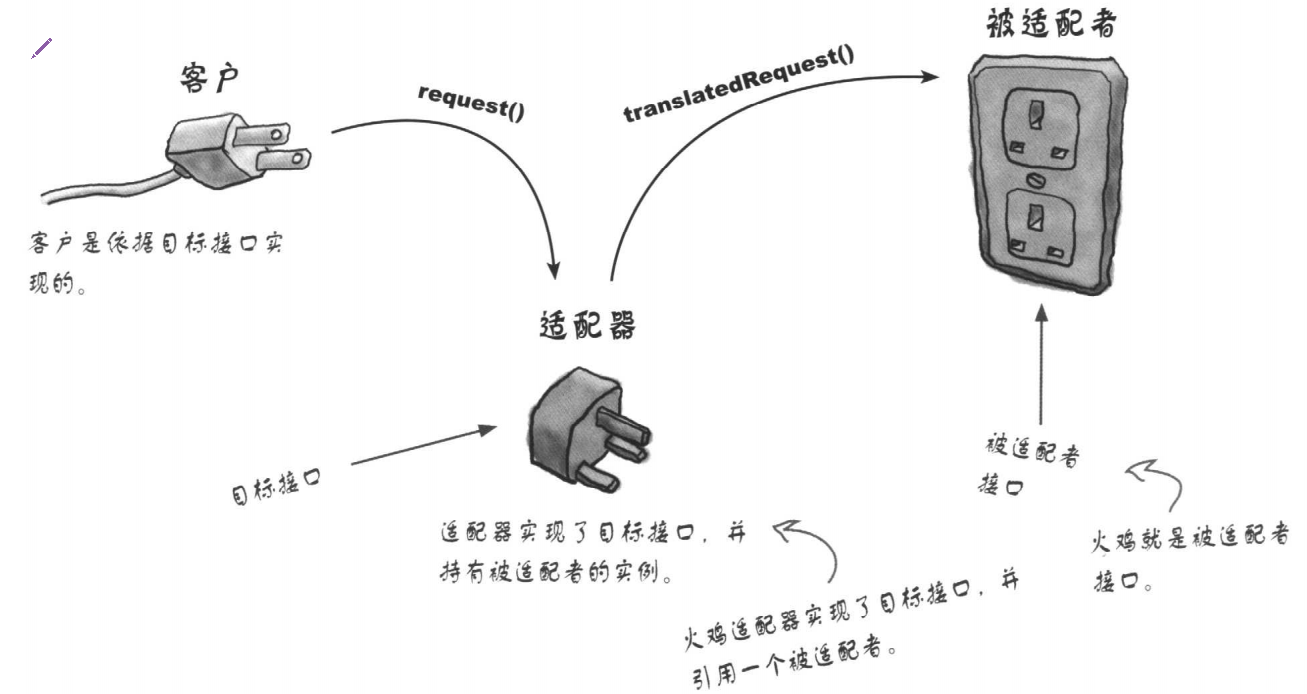 被适配者
客户
request()
translatedRequest()
客户是依据目标接口实
现的。
适配器
目标接口
被适配者
接口
适配器实现了目标接口，并
持有被适配者的实例。
火鸡就是被适配者
接口。
火鸡适配器实现了目标接口，并
引用一个被适配者。